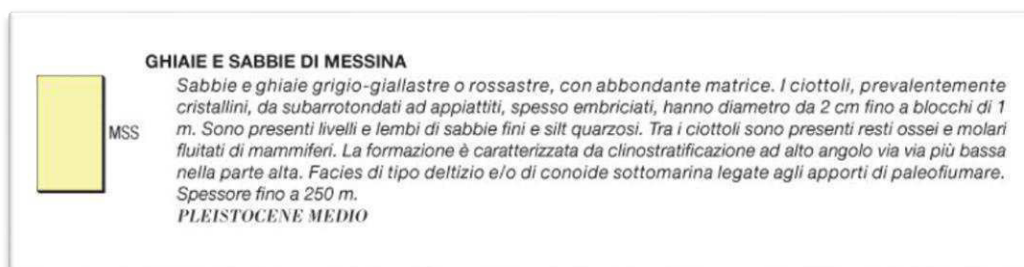 GHIAIE E SABBIE DI MESSINA
Sabbie e ghiaie grigio-giallastre o rossastre, con abbondante matrice. I ciottoli, prevalentemente
cristallini, da subarrotondati ad appiattiti, spesso embriciati, hanno diametro da 2 cm fino a blocchi di 1
MSS
m. Sono presenti livelli e lembi di sabbie fini e silt quarzosi. Tra i ciottoli sono presenti resti ossei e molari
fluitati di mammiferi. La formazione è caratterizzata da clinostratificazione ad alto angolo via via più bassa
nella parte alta. Facies di tipo deltizio e/o di conoide sottomarina legate agli apporti di paleofiumare.
Spessore fino a 250 m.
PLEISTOCENE MEDIO